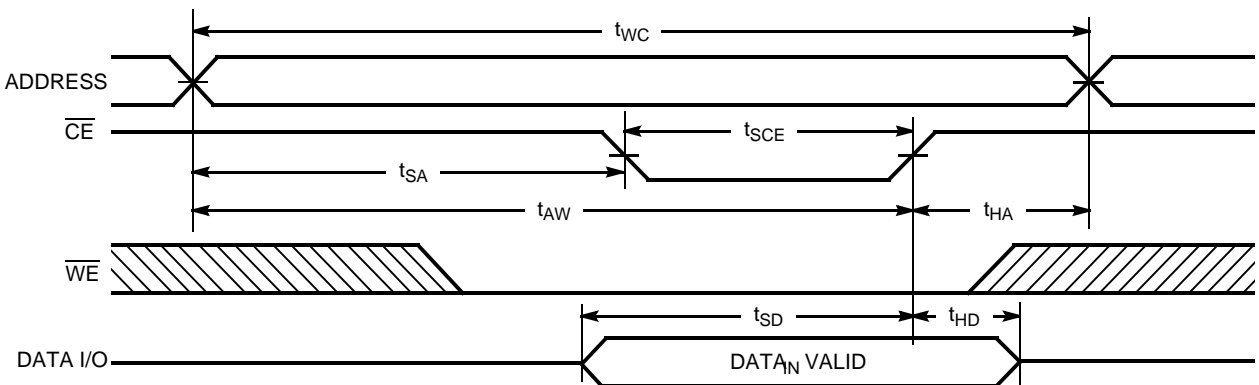 tWC
ADDRESS
CE
tSCE
tSA
tAW
tHA
WE
tSD
tHD
DATA I/O
DATAIN VALID